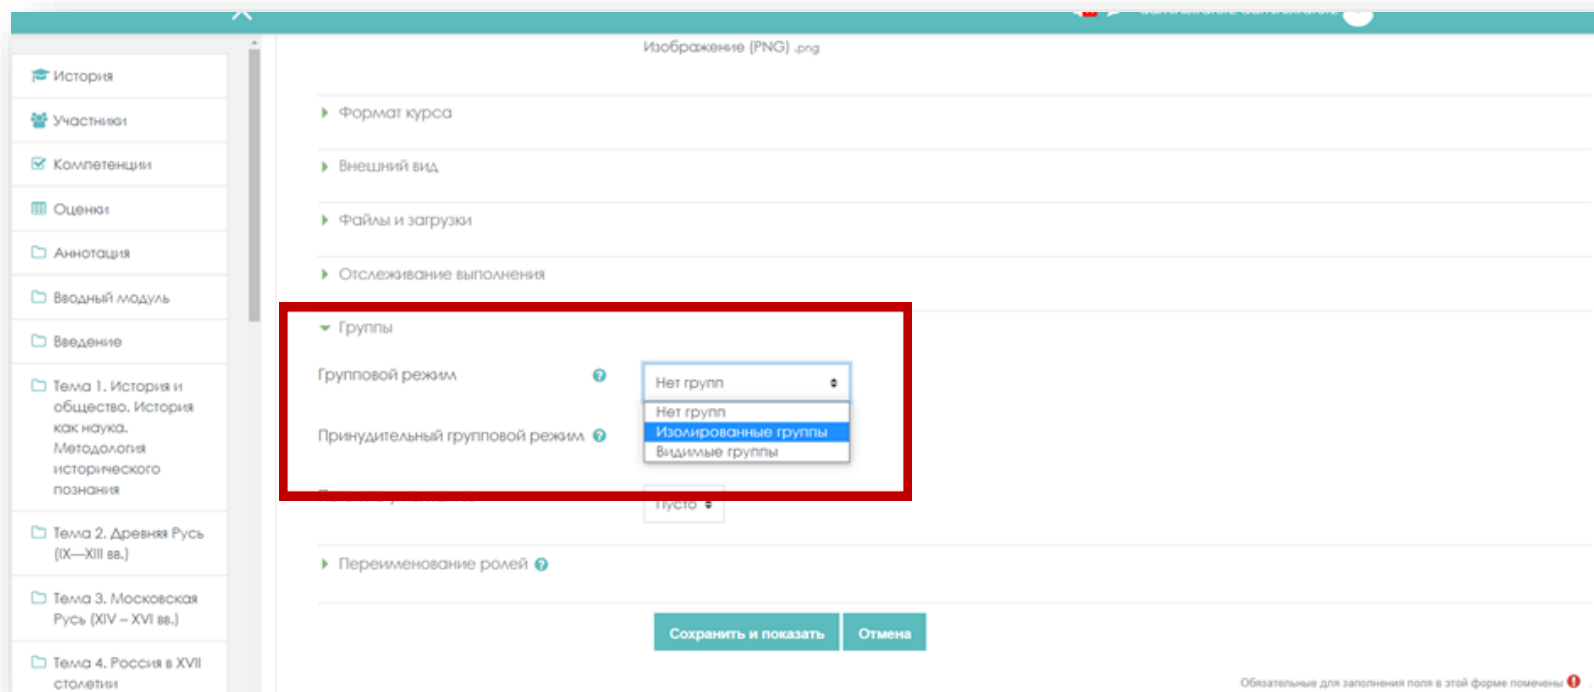 Изображение (PNG) .png
История
Участники
Компетенции
Оценки
Аннотация
Вводный модуль
Введение
Тема 1. История и
общество. История
как наука.
Методология
исторического
познания
Тема 2. Древняя Русь
(IX—XIII вв.)
Тема 3. Московская
Русь (XIV – XVI вв.)
Тема 4. Россия в XVII
столетии
Формат курса
Внешний вид
Файлы и загрузки
Отслеживание выполнения
Группы
Групповой режим
Нет групп
Нет групп
Изолированные группы
Видимые группы
Принудительный групповой режим
Пусто
Переименование ролей
Сохранить и показать
Отмена
Обязательные для заполнения поля в этой форме помечены